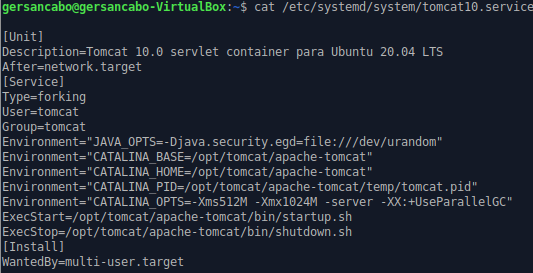 gersancabo@gersancabo-VirtualBox:~$ cat /etc/systemd/system/tomcat10.service
[Unit]
Description=Tomcat 10.0 servlet container para Ubuntu 20.04 LTS
After=network.target
[Service]
Type=forking
User=tomcat
Group=tomcat
Environment="JAVA_OPTS=-Djava.security.egd=file:///dev/urandom"
Environment="CATALINA_BASE=/opt/tomcat/apache-tomcat"
Environment="CATALINA_HOME=/opt/tomcat/apache-tomcat"
Environment="CATALINA_PID=/opt/tomcat/apache-tomcat/temp/tomcat.pid"
Environment="CATALINA_OPTS=-Xms512M -Xmx1024M -server -XX:+UseParallelGC"
ExecStart=/opt/tomcat/apache-tomcat/bin/startup.sh
ExecStop=/opt/tomcat/apache-tomcat/bin/shutdown.sh
[Install]
WantedBy=multi-user.target